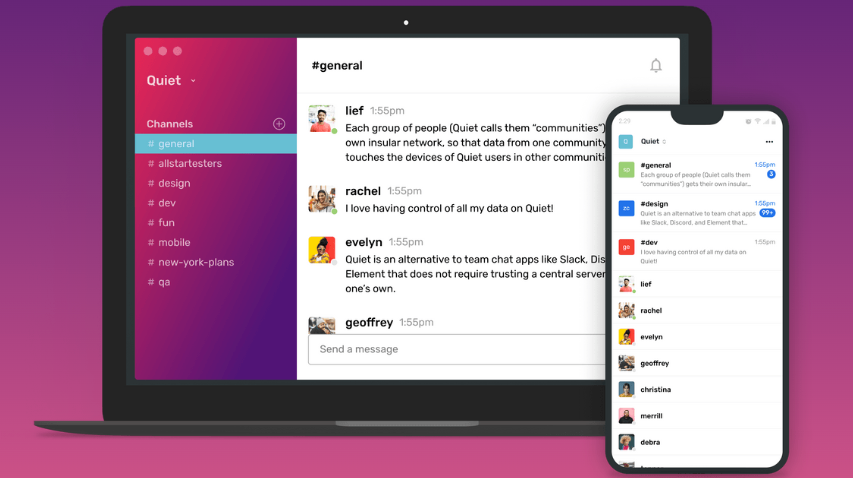 Quiet
Channels
# general
# allstartesters
# design
# dev
# fun
# mobile
# new-york-plans
# qa
#general
lief 1:55pm
Each group of people (Quiet calls them “communities”)
own insular network, so that data from one community
touches the devices of Quiet users in other communitie
rachel 1:55pm
I love having control of all my data on Quiet!
evelyn 1:55pm
Quiet is an alternative to team chat apps like Slack, Dis
Element that does not require trusting a central server
one’s own.
geoffrey 1:55pm
Send a message
2:29
Q Quiet
#general 1:55pm
Each group of people (Quiet calls them 3
“communities”) gets their own insular...
#design 1:55pm
Quiet is an alternative to team chat apps 99+
like Slack, Discord, and Element that...
#dev 1:55pm
I love having control of all my data on
Quiet!
lief
rachel
evelyn
geoffrey
christina
merrill
debra